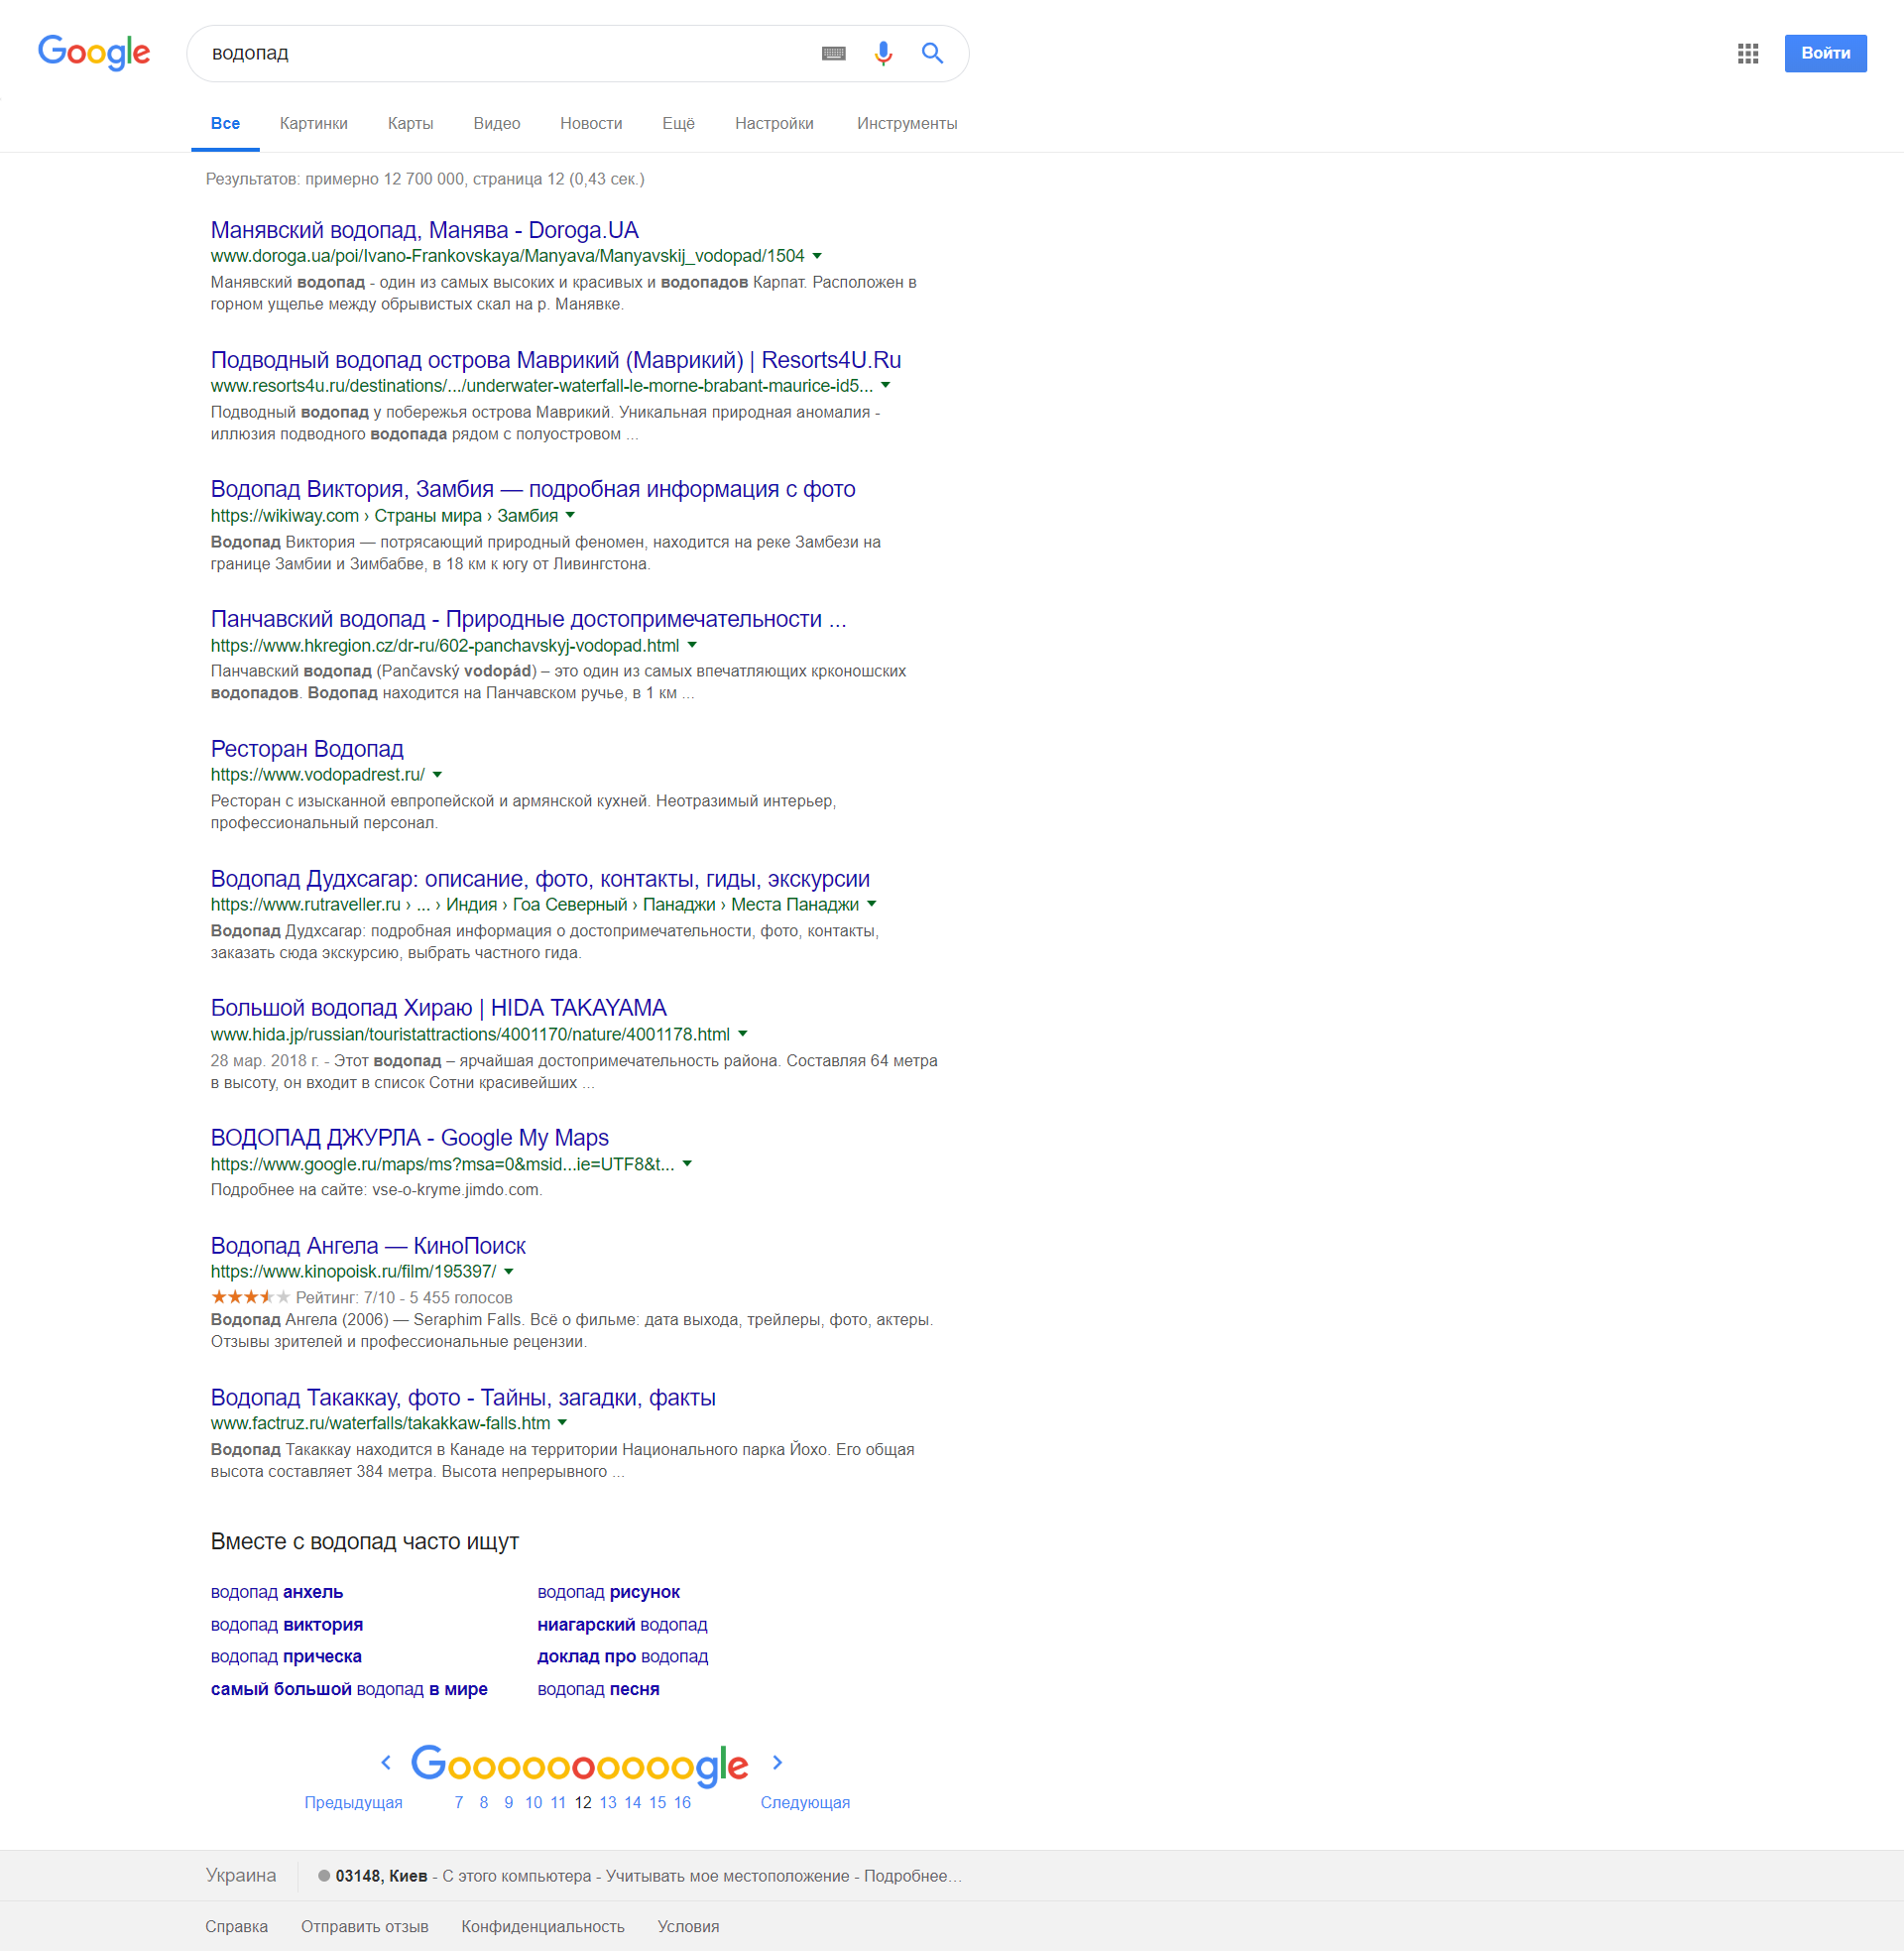 Google
водопад
Войти
Все Картинки Карты Видео Новости Ещё Настройки Инструменты
Результатов: примерно 12 700 000, страница 12 (0,43 сек.)
Манявский водопад, Манява - Doroga.UA
www.doroga.ua/poi/Ivano-Frankovskaya/Manyava/Manyavskij_vodopad/1504
Манявский водопад - один из самых высоких и красивых и водопадов Карпат. Расположен в
горном ущелье между обрывистых скал на р. Манявке.
Подводный водопад острова Маврикий (Маврикий) | Resorts4U.Ru
www.resorts4u.ru/destinations/.../underwater-waterfall-le-morne-brabant-maurice-id5...
Подводный водопад у побережья острова Маврикий. Уникальная природная аномалия -
иллюзия подводного водопада рядом с полуостровом ...
Водопад Виктория, Замбия — подробная информация с фото
https://wikiway.com › Страны мира › Замбия
Водопад Виктория — потрясающий природный феномен, находится на реке Замбези на
границе Замбии и Зимбабве, в 18 км к югу от Ливингстона.
Панчавский водопад - Природные достопримечательности ...
https://www.hkregion.cz/dr-ru/602-panchavskyj-vodopad.html
Панчавский водопад (Pančavský vodopád) – это один из самых впечатляющих крконошских
водопадов. Водопад находится на Панчавском ручье, в 1 км ...
Ресторан Водопад
https://www.vodopadrest.ru/
Ресторан с изысканной евпропейской и армянской кухней. Неотразимый интерьер,
профессиональный персонал.
Водопад Дудхсагар: описание, фото, контакты, гиды, экскурсии
https://www.rutraveller.ru › ... › Индия › Гоа Северный › Панаджи › Места Панаджи
Водопад Дудхсагар: подробная информация о достопримечательности, фото, контакты,
заказать сюда экскурсию, выбрать частного гида.
Большой водопад Хираю | HIDA TAKAYAMA
www.hida.jp/russian/touristattractions/4001170/nature/4001178.html
28 мар. 2018 г. - Этот водопад – ярчайшая достопримечательность района. Составляя 64 метра
в высоту, он входит в список Сотни красивейших ...
ВОДОПАД ДЖУРЛА - Google My Maps
https://www.google.ru/maps/ms?msa=0&msid...ie=UTF8&t...
Подробнее на сайте: vse-o-kryme.jimdo.com.
Водопад Ангела — КиноПоиск
https://www.kinopoisk.ru/film/195397/
Рейтинг: 7/10 - 5 455 голосов
Водопад Ангела (2006) — Seraphim Falls. Всё о фильме: дата выхода, трейлеры, фото, актеры.
Отзывы зрителей и профессиональные рецензии.
Водопад Такаккау, фото - Тайны, загадки, факты
www.factruz.ru/waterfalls/takakkaw-falls.htm
Водопад Такаккау находится в Канаде на территории Национального парка Йохо. Его общая
высота составляет 384 метра. Высота непрерывного ...
Вместе с водопад часто ищут
водопад анхель водопад рисунок
водопад виктория ниагарский водопад
водопад прическа доклад про водопад
самый большой водопад в мире водопад песня
Goooooooooogle
Предыдущая 7 8 9 10 11 12 13 14 15 16 Следующая
Украина 03148, Киев - С этого компьютера - Учитывать мое местоположение - Подробнее…
Справка Отправить отзыв Конфиденциальность Условия